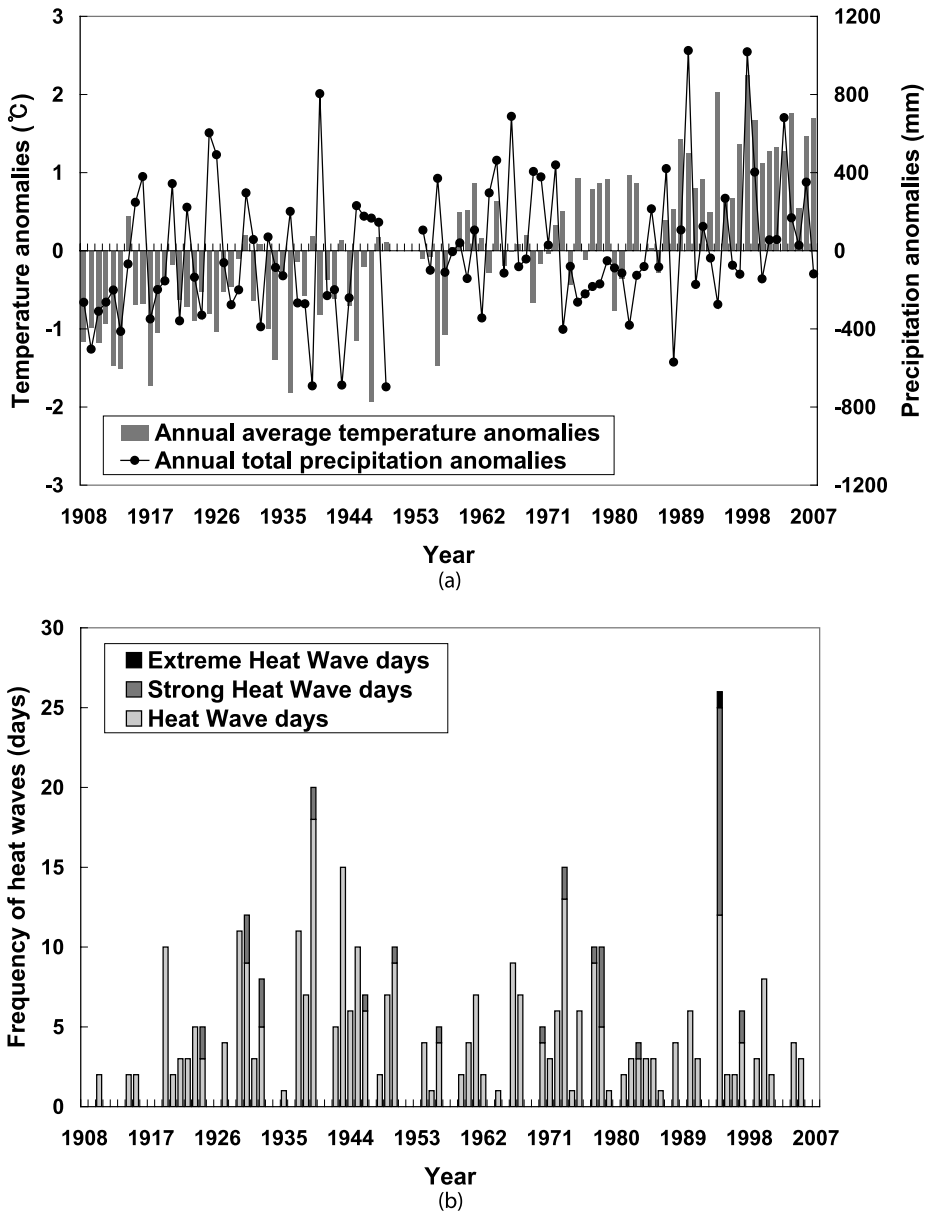 3
2
1
0
-1
-2
-3
Temperature anomalies (℃)
1200
800
400
0
-400
-800
-1200
Precipitation anomalies (mm)
Annual average temperature anomalies
Annual total precipitation anomalies
1908 1917 1926 1935 1944 1953 1962 1971 1980 1989 1998 2007
Year
(a)
30
25
20
15
10
5
0
Frequency of heat waves (days)
Extreme Heat Wave days
Strong Heat Wave days
Heat Wave days
1908 1917 1926 1935 1944 1953 1962 1971 1980 1989 1998 2007
Year
(b)